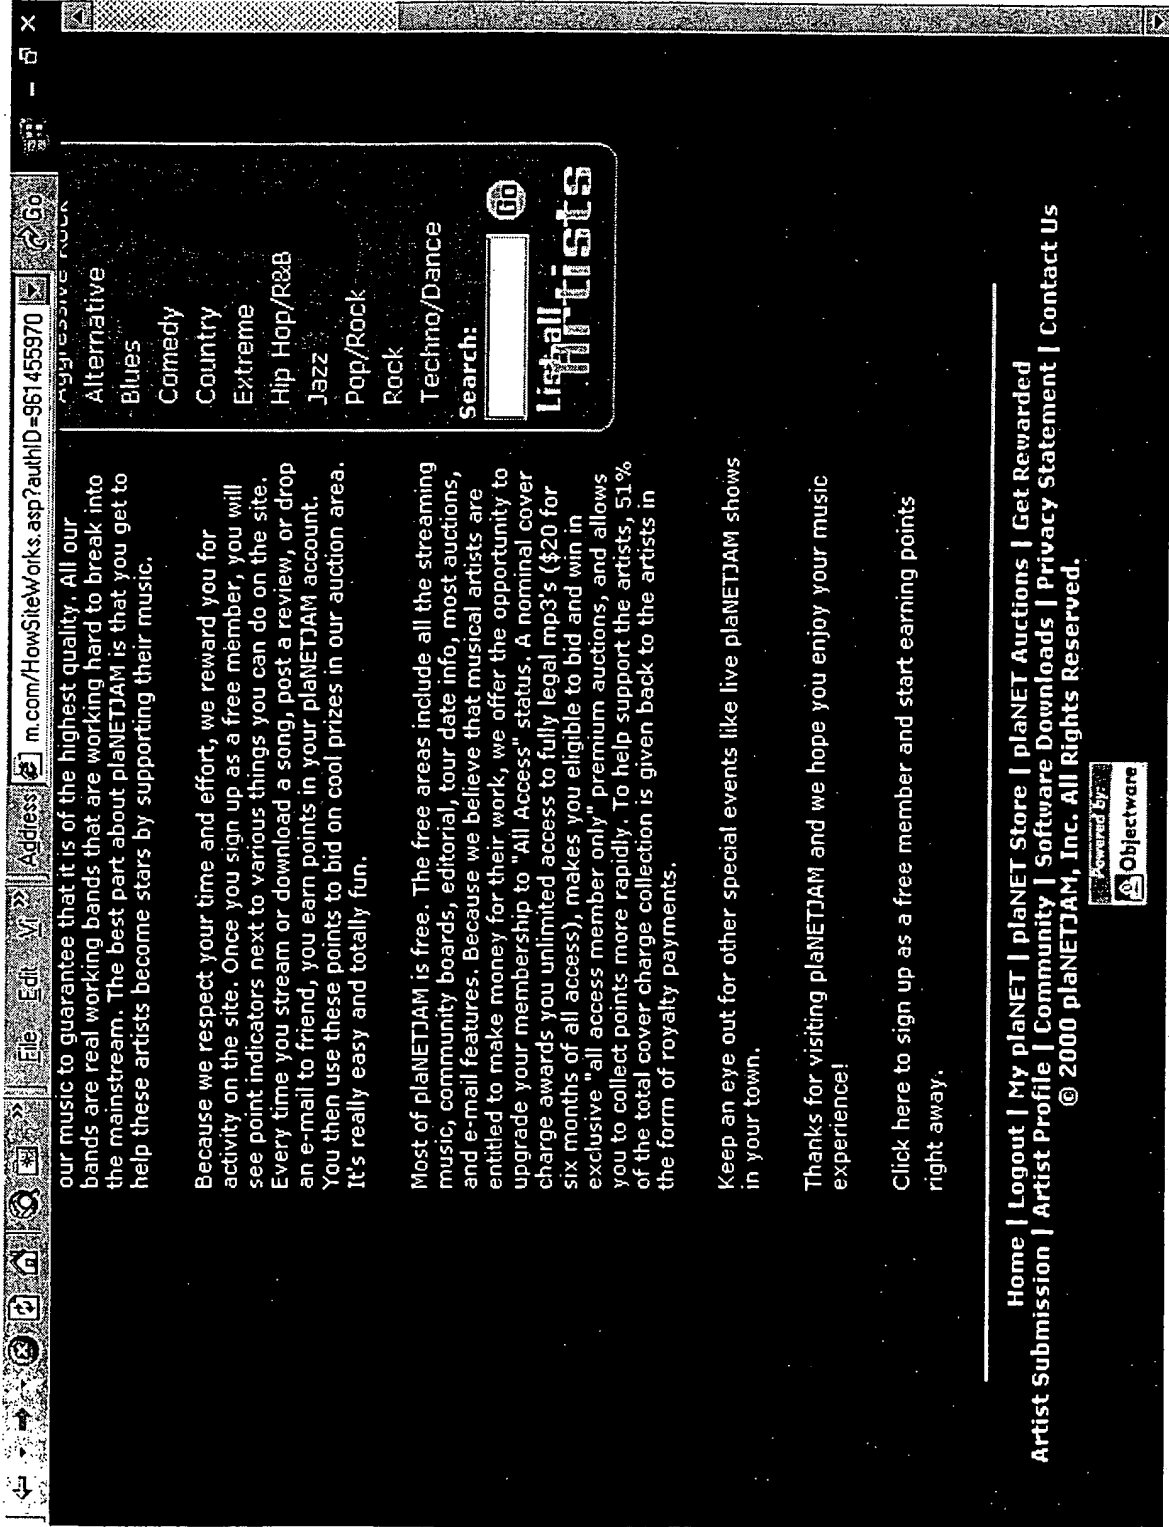 File Edit Vi » Address m.com/HowSiteWorks.asp?authID=961455970 Go
our music to guarantee that it is of the highest quality. All our
bands are real working bands that are working hard to break into
the mainstream. The best part about plaNETJAM is that you get to
help these artists become stars by supporting their music.
Because we respect your time and effort, we reward you for
activity on the site. Once you sign up as a free member, you will
see point indicators next to various things you can do on the site.
Every time you stream or download a song, post a review, or drop
an e-mail to friend, you earn points in your plaNETJAM account.
You then use these points to bid on cool prizes in our auction area.
It's really easy and totally fun.
Most of plaNETJAM is free. The free areas include all the streaming
music, community boards, editorial, tour date info, most auctions,
and e-mail features. Because we believe that musical artists are
entitled to make money for their work, we offer the opportunity to
upgrade your membership to "All Access" status. A nominal cover
charge awards you unlimited access to fully legal mp3's ($20 for
six months of all access), makes you eligible to bid and win in
exclusive "all access member only" premium auctions, and allows
you to collect points more rapidly. To help support the artists, 51%
of the total cover charge collection is given back to the artists in
the form of royalty payments.
Keep an eye out for other special events like live plaNETJAM shows
in your town.
Thanks for visiting plaNETJAM and we hope you enjoy your music
experience!
Click here to sign up as a free member and start earning points
right away.
Aggressive Rock
Alternative
Blues
Comedy
Country
Extreme
Hip Hop/R&B
Jazz
Pop/Rock
Rock
Techno/Dance
Search:
Go
List all
Artists
Home | Logout | My plaNET | plaNET Store | plaNET Auctions | Get Rewarded
Artist Submission | Artist Profile | Community | Software Downloads | Privacy Statement | Contact Us
© 2000 plaNETJAM, Inc. All Rights Reserved.
Powered by:
Objectware